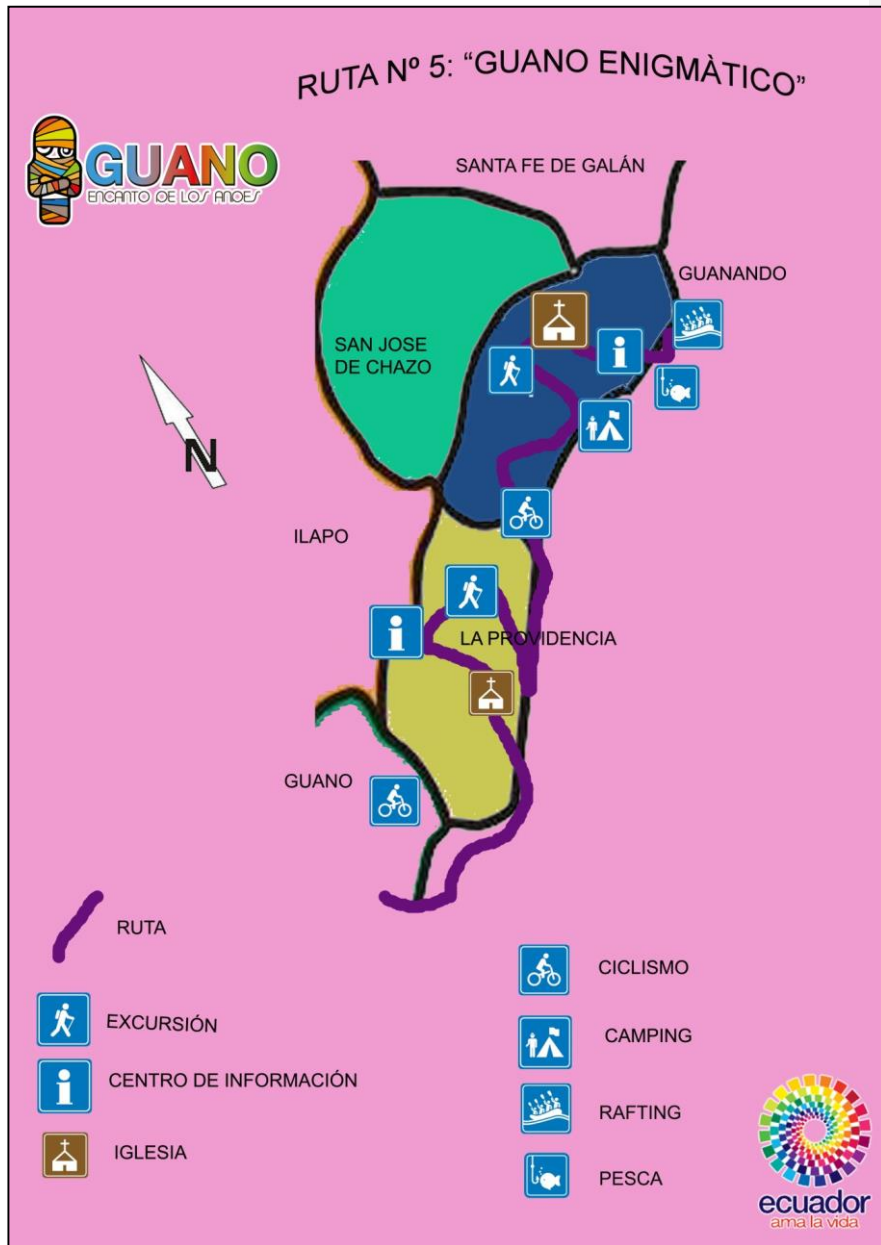 RUTA Nº 5: “GUANO ENIGMÀTICO”
GUANO
ENCANTO DE LOS ANDES
SANTA FE DE GALÁN
GUANANDO
SAN JOSE
DE CHAZO
N
ILAPO
LA PROVIDENCIA
GUANO
RUTA
EXCURSIÓN
CENTRO DE INFORMACIÓN
IGLESIA
CICLISMO
CAMPING
RAFTING
PESCA
ecuador
ama la vida